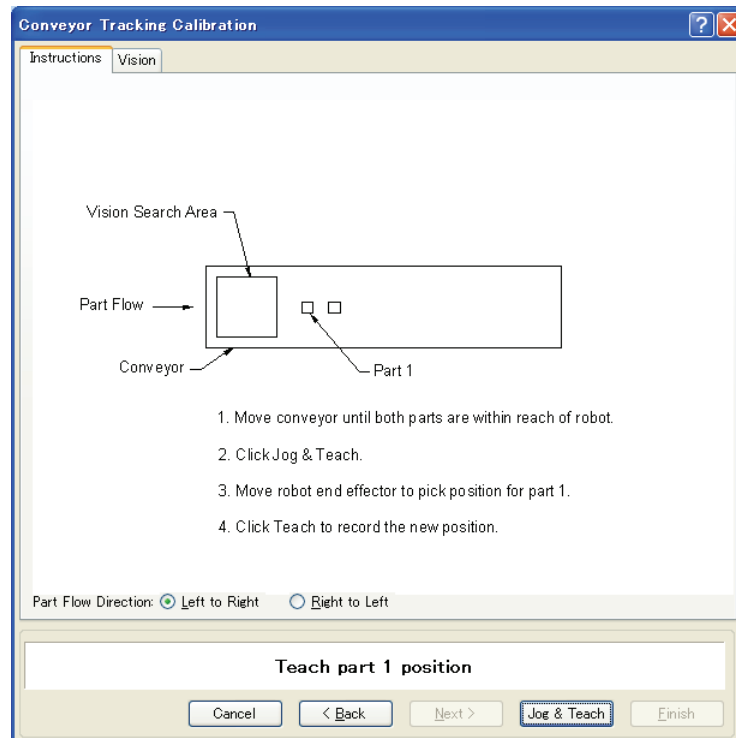 Conveyor Tracking Calibration
Instructions Vision
Vision Search Area
Part Flow
Conveyor
Part 1
1. Move conveyor until both parts are within reach of robot.
2. Click Jog & Teach.
3. Move robot end effector to pick position for part 1.
4. Click Teach to record the new position.
Part Flow Direction: Left to Right Right to Left
Teach part 1 position
Cancel < Back Next > Jog & Teach Finish